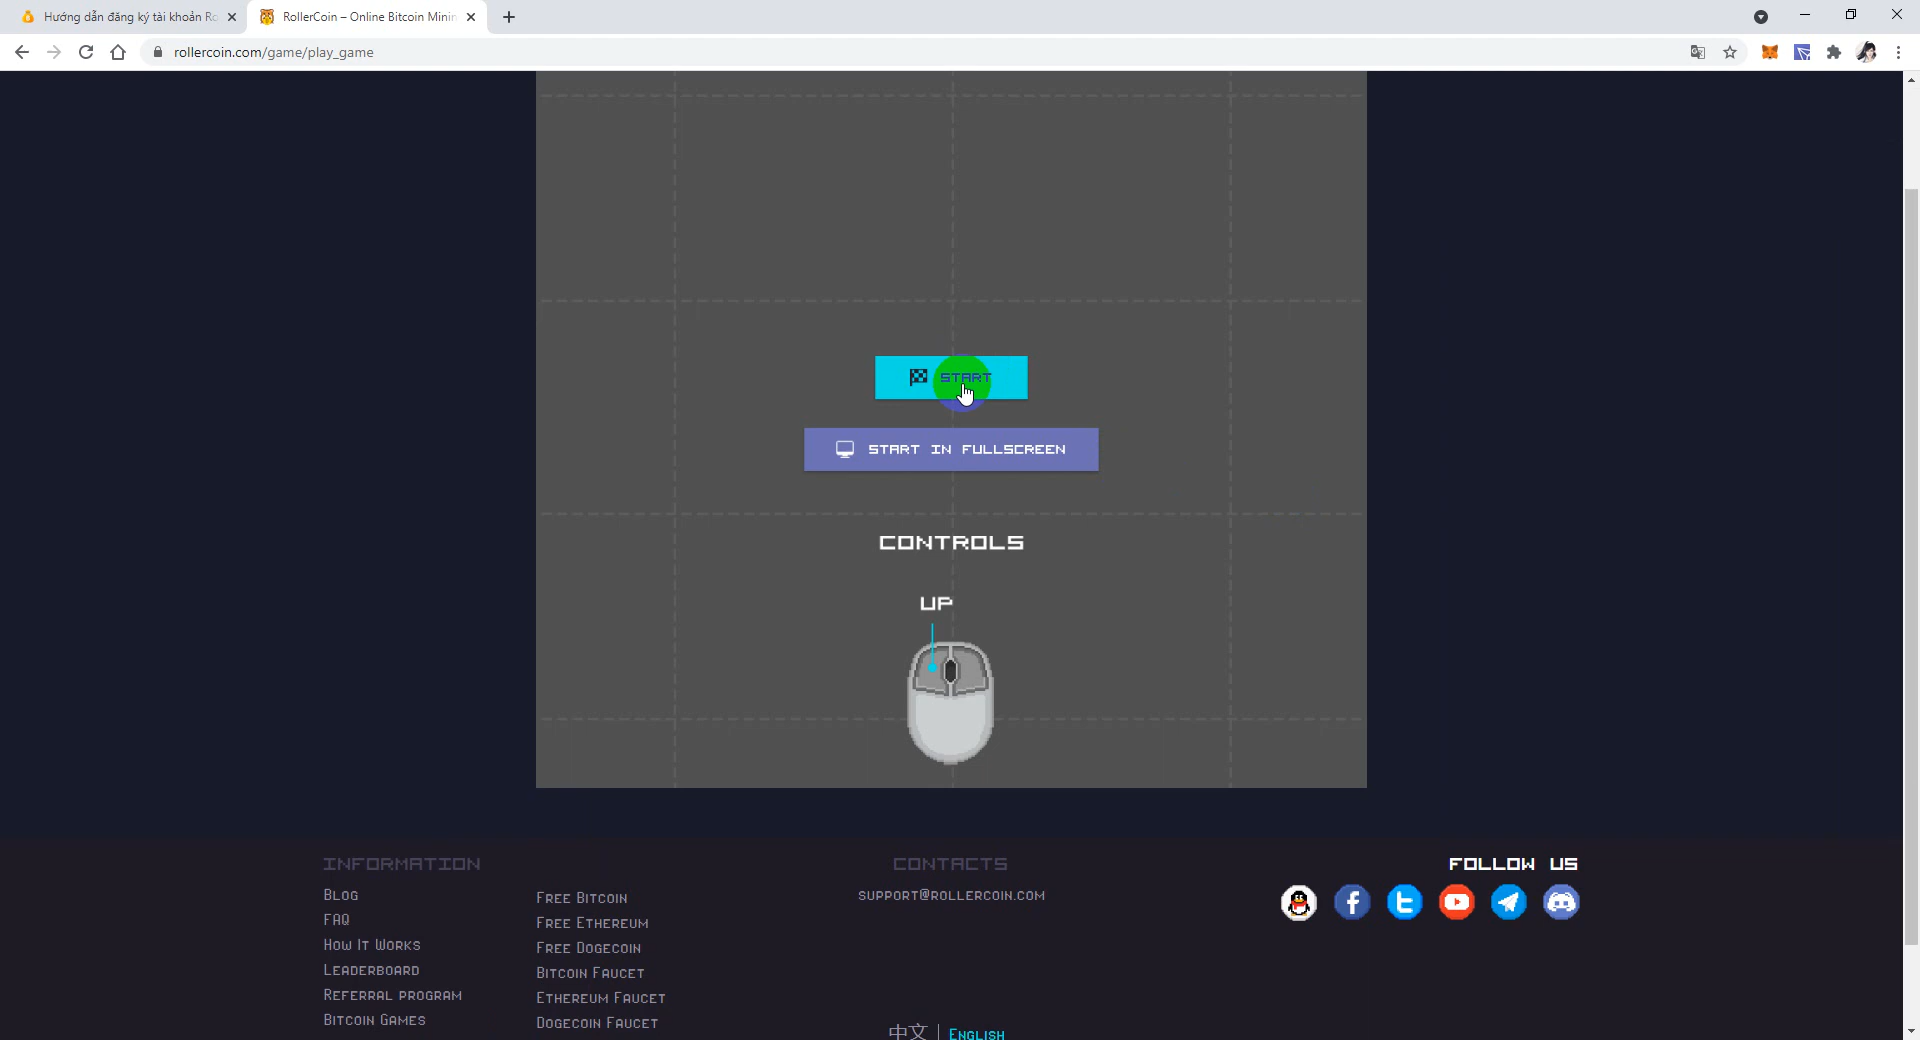 Hướng dẫn đăng ký tài khoản Ro
RollerCoin – Online Bitcoin Minin
rollercoin.com/game/play_game
START
START IN FULLSCREEN
CONTROLS
UP
INFORMATION
Blog
FAQ
How It Works
Leaderboard
Referral program
Bitcoin Games
Free Bitcoin
Free Ethereum
Free Dogecoin
Bitcoin Faucet
Ethereum Faucet
Dogecoin Faucet
CONTACTS
support@rollercoin.com
中文 | English
FOLLOW US